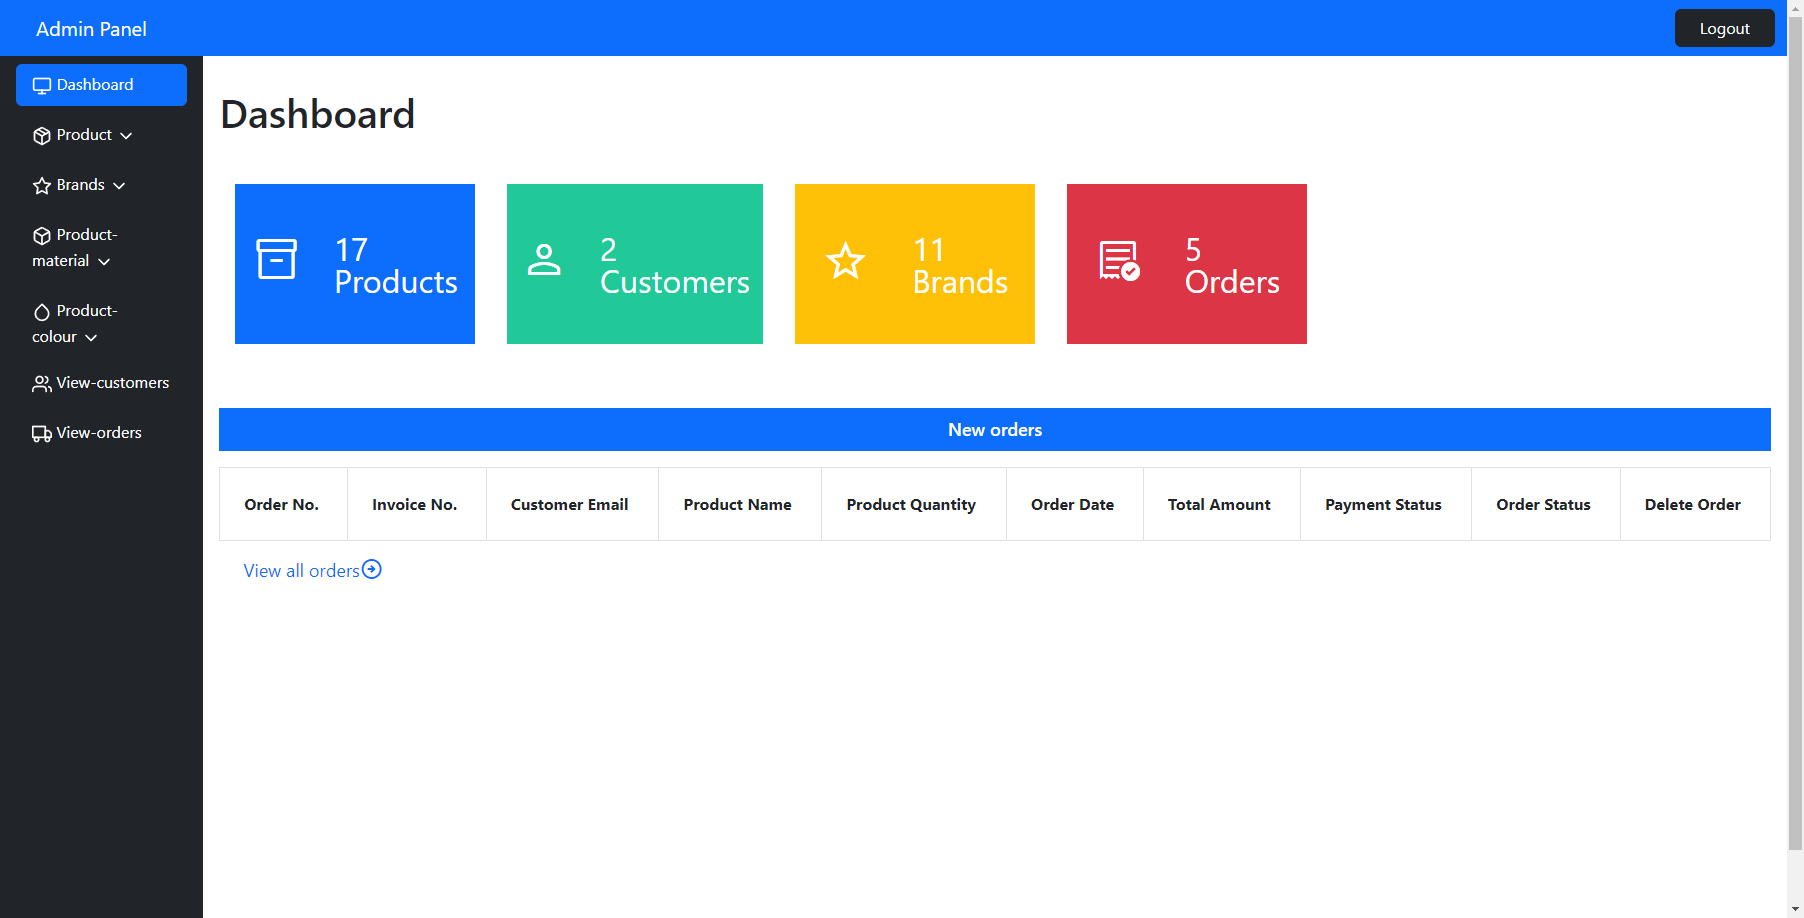 Admin Panel
Logout
Dashboard
Product
Brands
Product-
material
Product-
colour
View-customers
View-orders
Dashboard
17
Products
2
Customers
11
Brands
5
Orders
New orders
Order No. Invoice No. Customer Email Product Name Product Quantity Order Date Total Amount Payment Status Order Status Delete Order
View all orders